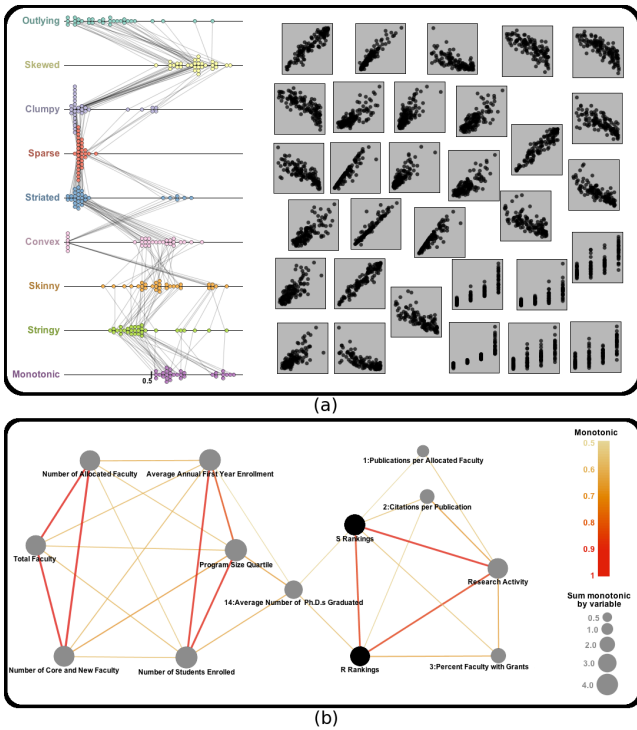 Outlying
Skewed
Clumpy
Sparse
Striated
Convex
Skinny
Stringy
Monotonic
0.5
(a)
Number of Allocated Faculty
Average Annual First Year Enrollment
Total Faculty
Program Size Quartile
14:Average Number of Ph.D.s Graduated
Number of Core and New Faculty
Number of Students Enrolled
1:Publications per Allocated Faculty
2:Citations per Publication
S Rankings
Research Activity
R Rankings
3:Percent Faculty with Grants
Monotonic
0.5
0.6
0.7
0.8
0.9
1
Sum monotonic
by variable
0.5
1.0
2.0
3.0
4.0
(b)